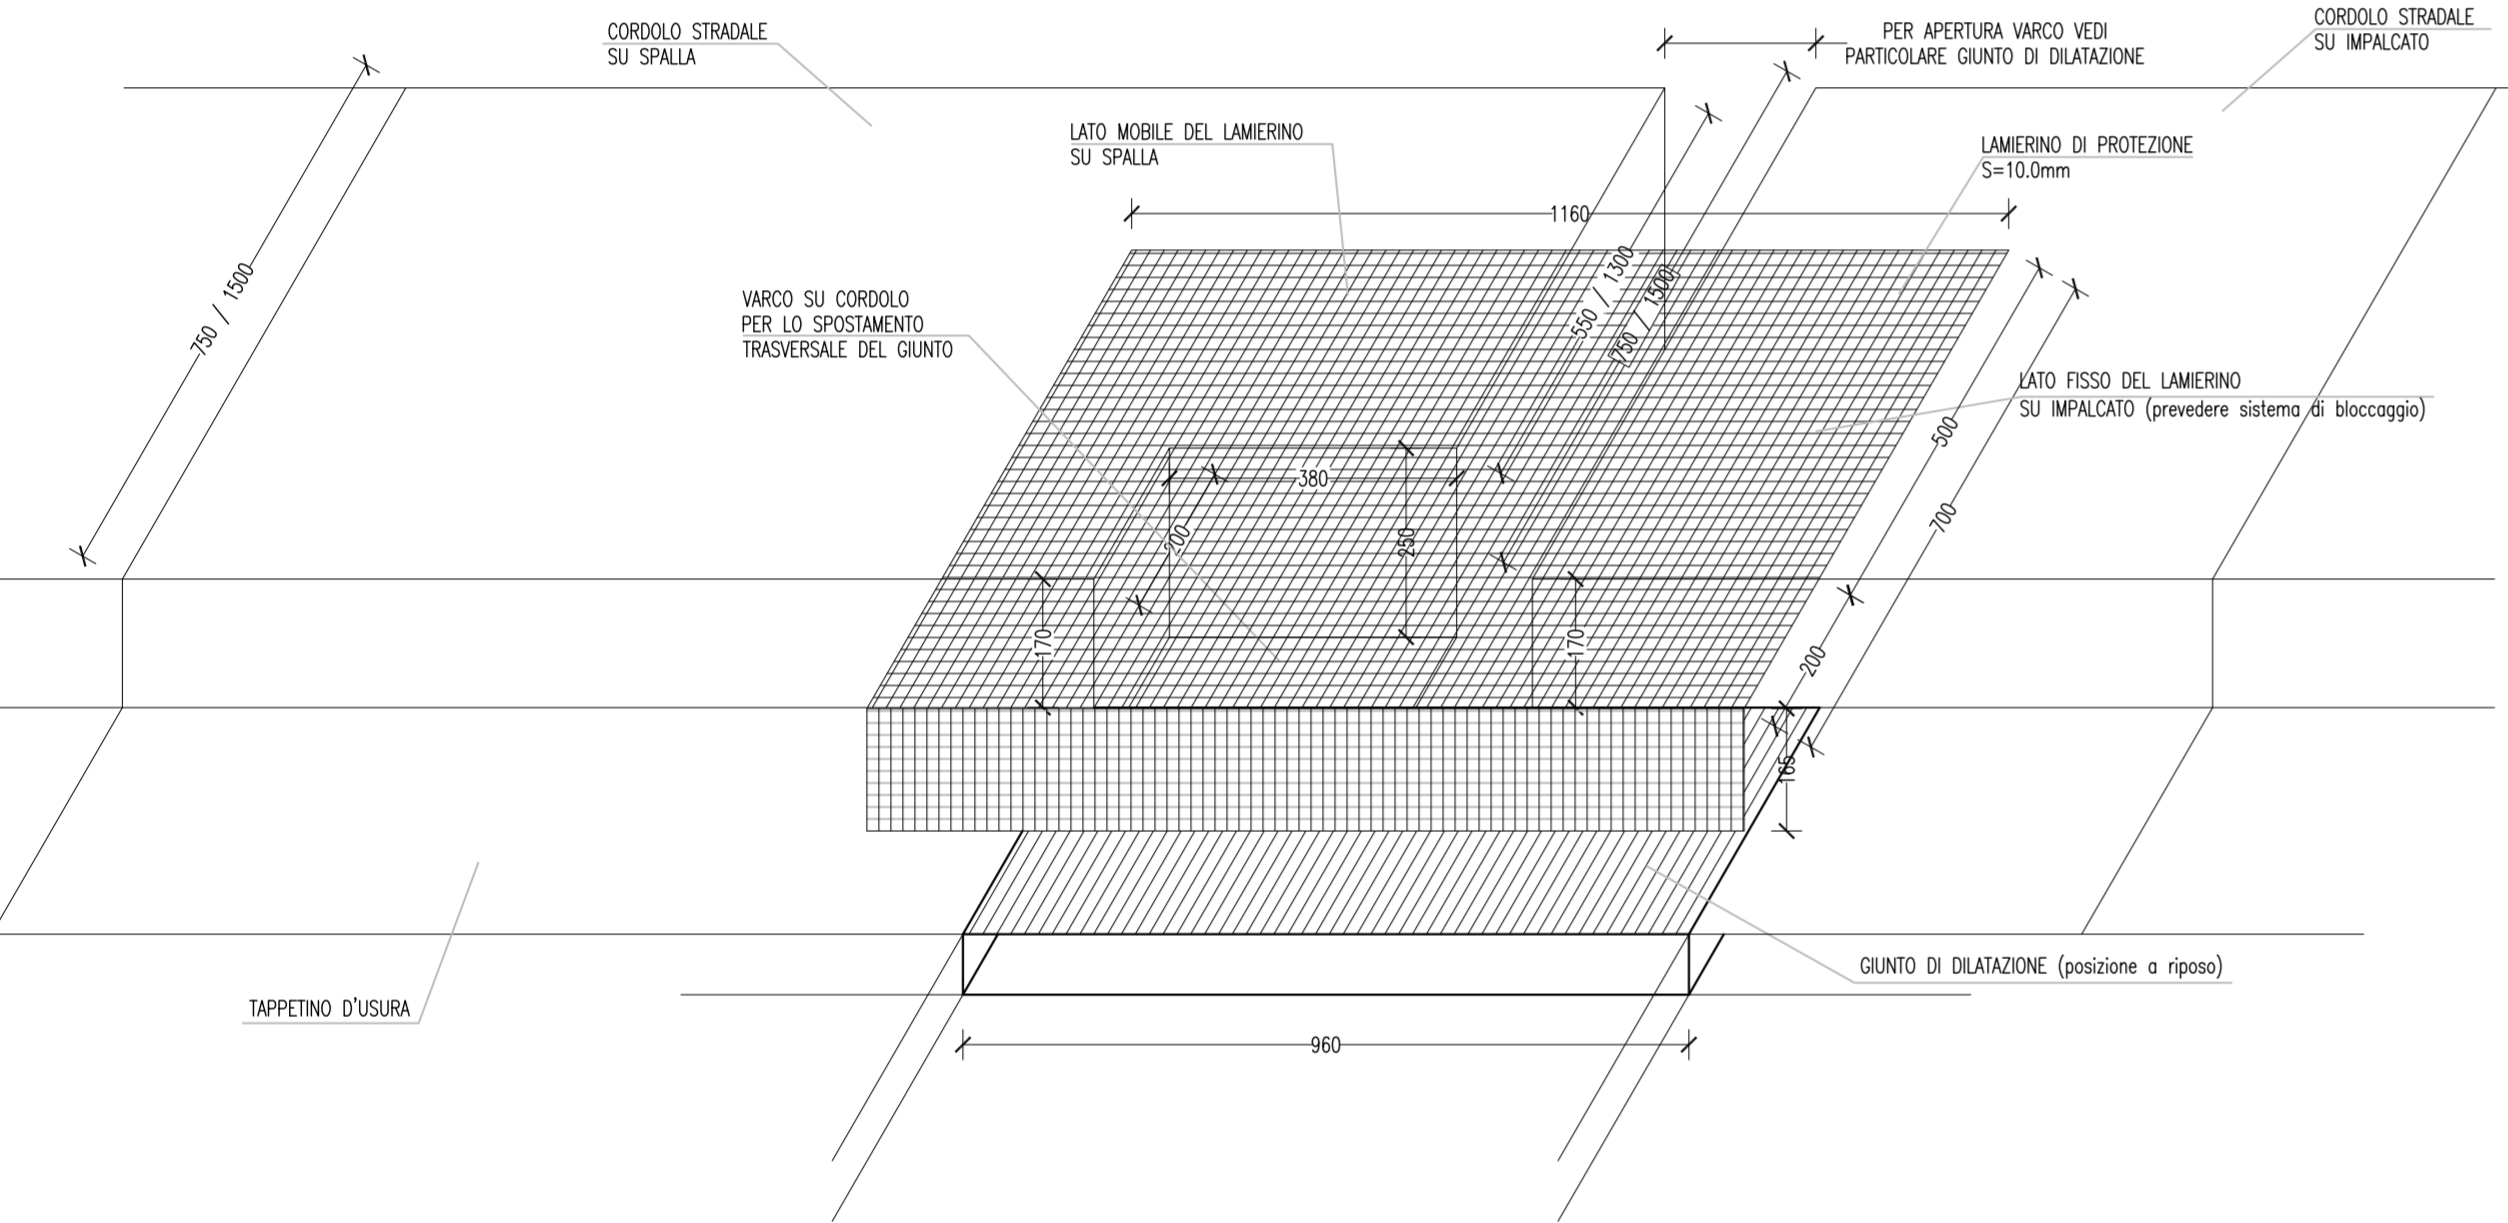 CORDOLO STRADALE
SU SPALLA
PER APERTURA VARCO VEDI
PARTICOLARE GIUNTO DI DILATAZIONE
CORDOLO STRADALE
SU IMPALCATO
LATO MOBILE DEL LAMIERINO
SU SPALLA
LAMIERINO DI PROTEZIONE
S=10.0mm
1160
750 / 1500
550 / 1300
750 / 1500
VARCO SU CORDOLO
PER LO SPOSTAMENTO
TRASVERSALE DEL GIUNTO
LATO FISSO DEL LAMIERINO
SU IMPALCATO (prevedere sistema di bloccaggio)
500
700
380
200
250
170
170
200
165
GIUNTO DI DILATAZIONE (posizione a riposo)
TAPPETINO D'USURA
960